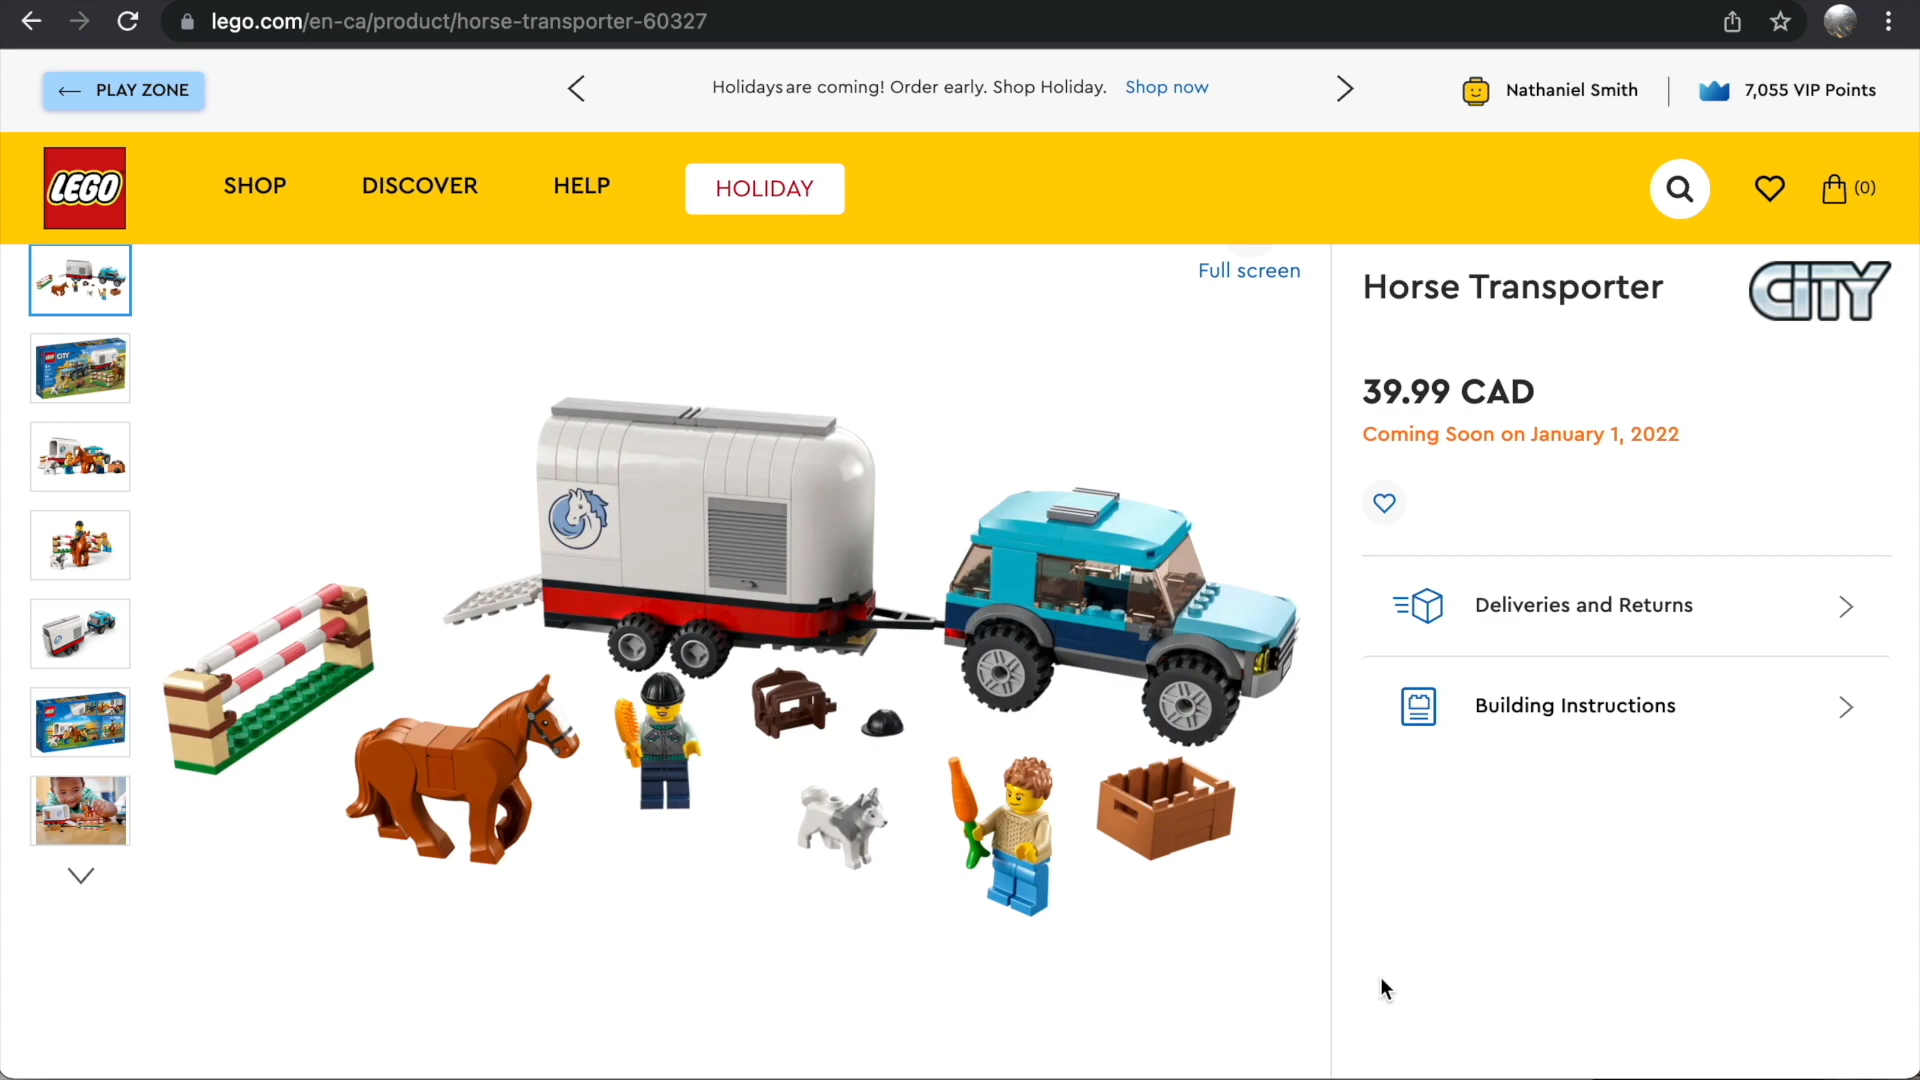 lego.com/en-ca/product/horse-transporter-60327
PLAY ZONE
Holidays are coming! Order early. Shop Holiday. Shop now
Nathaniel Smith
7,055 VIP Points
LEGO
SHOP
DISCOVER
HELP
HOLIDAY
(0)
Full screen
Horse Transporter
CITY
39.99 CAD
Coming Soon on January 1, 2022
Deliveries and Returns
Building Instructions